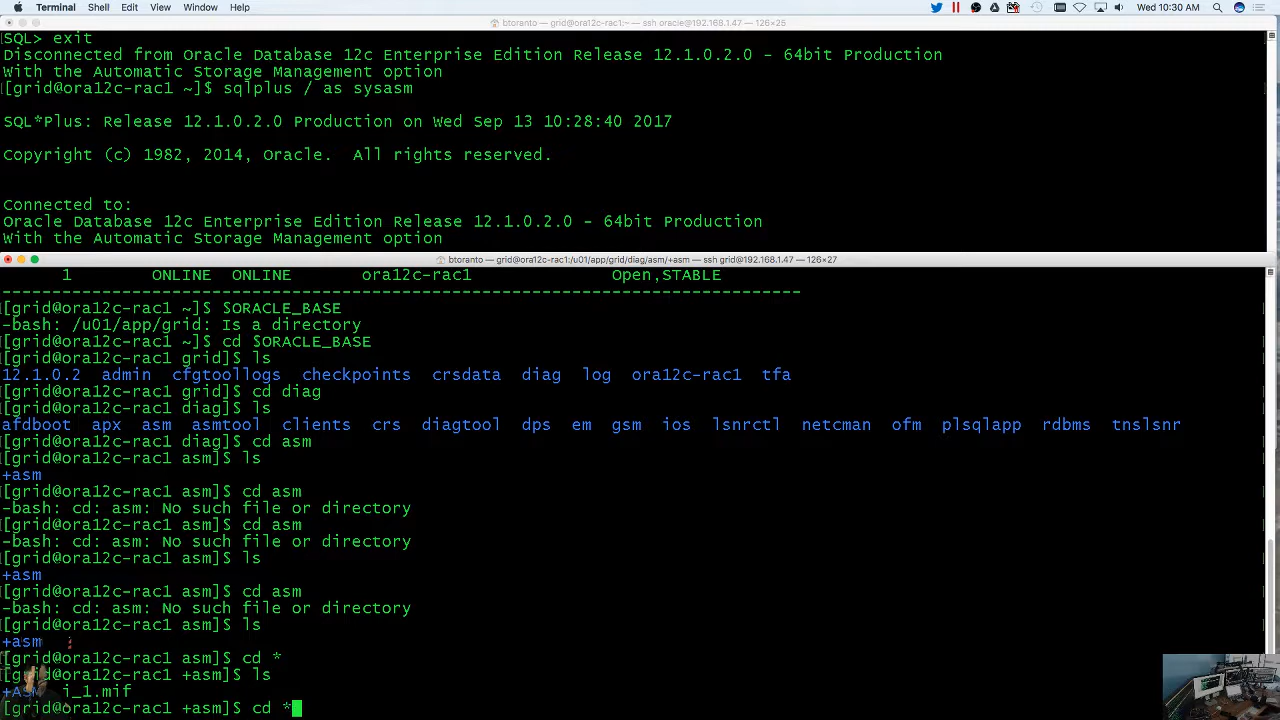 Terminal Shell Edit View Window Help Wed Sep 13 10:30 AM
btoranto — grid@ora12c-rac1:~ — ssh oracle@192.168.1.47 — 126×25
SQL> exit
Disconnected from Oracle Database 12c Enterprise Edition Release 12.1.0.2.0 - 64bit Production
With the Automatic Storage Management option
[grid@ora12c-rac1 ~]$ sqlplus / as sysasm
SQL*Plus: Release 12.1.0.2.0 Production on Wed Sep 13 10:28:40 2017
Copyright (c) 1982, 2014, Oracle.  All rights reserved.
Connected to:
Oracle Database 12c Enterprise Edition Release 12.1.0.2.0 - 64bit Production
With the Automatic Storage Management option
btoranto — grid@ora12c-rac1:/u01/app/grid/diag/asm/+asm — ssh grid@192.168.1.47 — 126×27
1 ONLINE ONLINE ora12c-rac1 Open,STABLE
--------------------------------------------------------------------------------
[grid@ora12c-rac1 ~]$ $ORACLE_BASE
-bash: /u01/app/grid: Is a directory
[grid@ora12c-rac1 ~]$ cd $ORACLE_BASE
[grid@ora12c-rac1 grid]$ ls
12.1.0.2 admin cfgtoollogs checkpoints crsdata diag log ora12c-rac1 tfa
[grid@ora12c-rac1 grid]$ cd diag
[grid@ora12c-rac1 diag]$ ls
afdboot apx asm asmtool clients crs diagtool dps em gsm ios lsnrctl netcman ofm plsqlapp rdbms tnslsnr
[grid@ora12c-rac1 diag]$ cd asm
[grid@ora12c-rac1 asm]$ ls
+asm
[grid@ora12c-rac1 asm]$ cd asm
-bash: cd: asm: No such file or directory
[grid@ora12c-rac1 asm]$ cd asm
-bash: cd: asm: No such file or directory
[grid@ora12c-rac1 asm]$ ls
+asm
[grid@ora12c-rac1 asm]$ cd asm
-bash: cd: asm: No such file or directory
[grid@ora12c-rac1 asm]$ ls
+asm
[grid@ora12c-rac1 asm]$ cd *
[grid@ora12c-rac1 +asm]$ ls
+ASM i_1.mif
[grid@ora12c-rac1 +asm]$ cd *